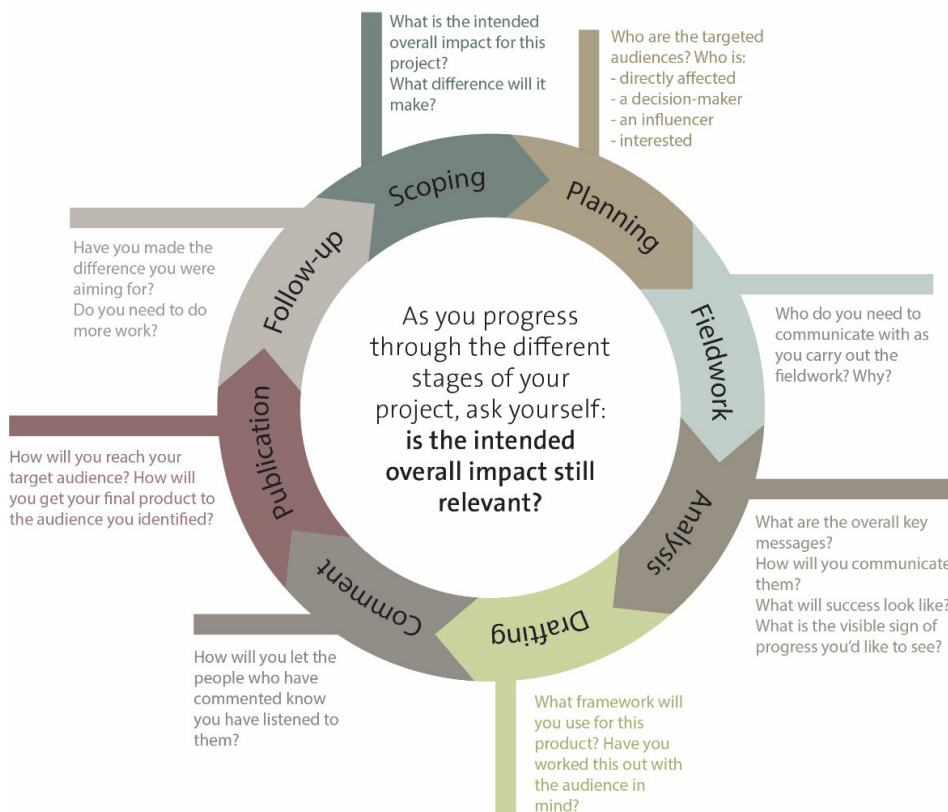 What is the intended
overall impact for this
project?
What difference will it
make?
Who are the targeted
audiences? Who is:
- directly affected
- a decision-maker
- an influencer
- interested
Scoping
Planning
Fieldwork
Analysis
Drafting
Comment
Publication
Follow-up
Have you made the
difference you were
aiming for?
Do you need to do
more work?
Who do you need to
communicate with as
you carry out the
fieldwork? Why?
As you progress
through the different
stages of your
project, ask yourself:
is the intended
overall impact still
relevant?
How will you reach your
target audience? How will
you get your final product to
the audience you identified?
What are the overall key
messages?
How will you communicate
them?
What will success look like?
What is the visible sign of
progress you'd like to see?
How will you let the
people who have
commented know
you have listened to
them?
What framework will
you use for this
product? Have you
worked this out with
the audience in
mind?